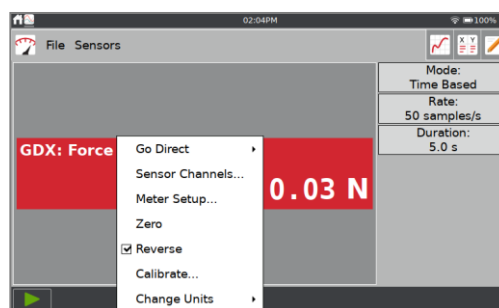 02:04PM
100%
File Sensors
X Y
Mode:
Time Based
Rate:
50 samples/s
Duration:
5.0 s
GDX: Force
0.03 N
Go Direct
Sensor Channels...
Meter Setup...
Zero
Reverse
Calibrate...
Change Units